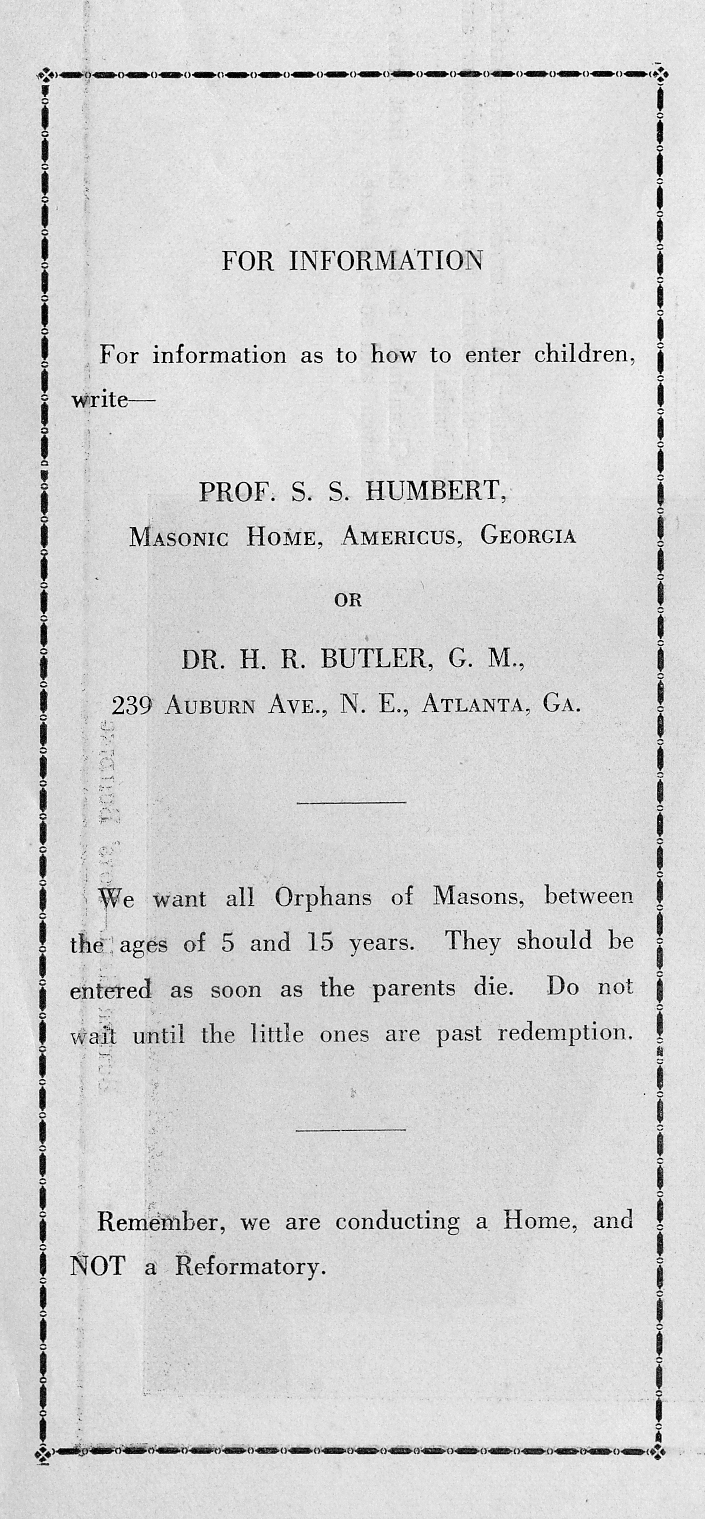 FOR INFORMATION
For information as to how to enter children,
write—
PROF. S. S. HUMBERT,
MASONIC HOME, AMERICUS, GEORGIA
OR
DR. H. R. BUTLER, G. M.,
239 AUBURN AVE., N. E., ATLANTA, GA.
We want all Orphans of Masons, between
the ages of 5 and 15 years. They should be
entered as soon as the parents die. Do not
wait until the little ones are past redemption.
Remember, we are conducting a Home, and
NOT a Reformatory.